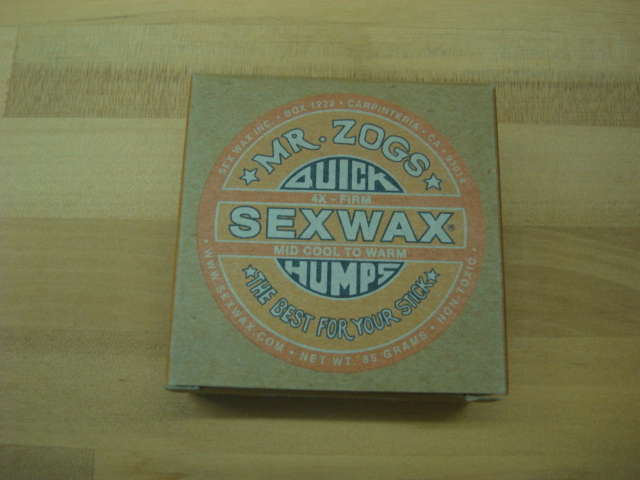 SEX WAX INC. • BOX 1222 • CARPINTERIA • CA • 93014
MR. ZOGS
QUICK
4X - FIRM
SEXWAX®
MID COOL TO WARM
HUMPS
THE BEST FOR YOUR STICK
• WWW.SEXWAX.COM • NET WT. 85 GRAMS • NON-TOXIC •